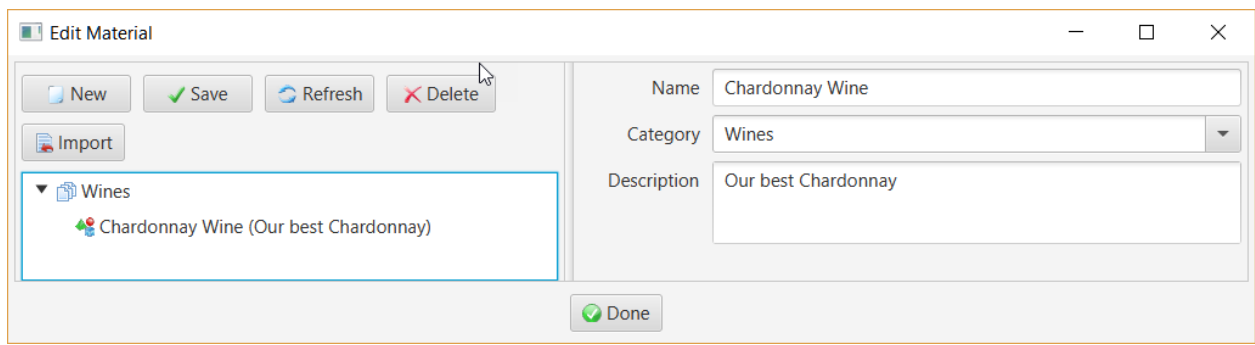 Edit Material
New Save Refresh Delete
Import
Wines
Chardonnay Wine (Our best Chardonnay)
Name Chardonnay Wine
Category Wines
Description Our best Chardonnay
Done